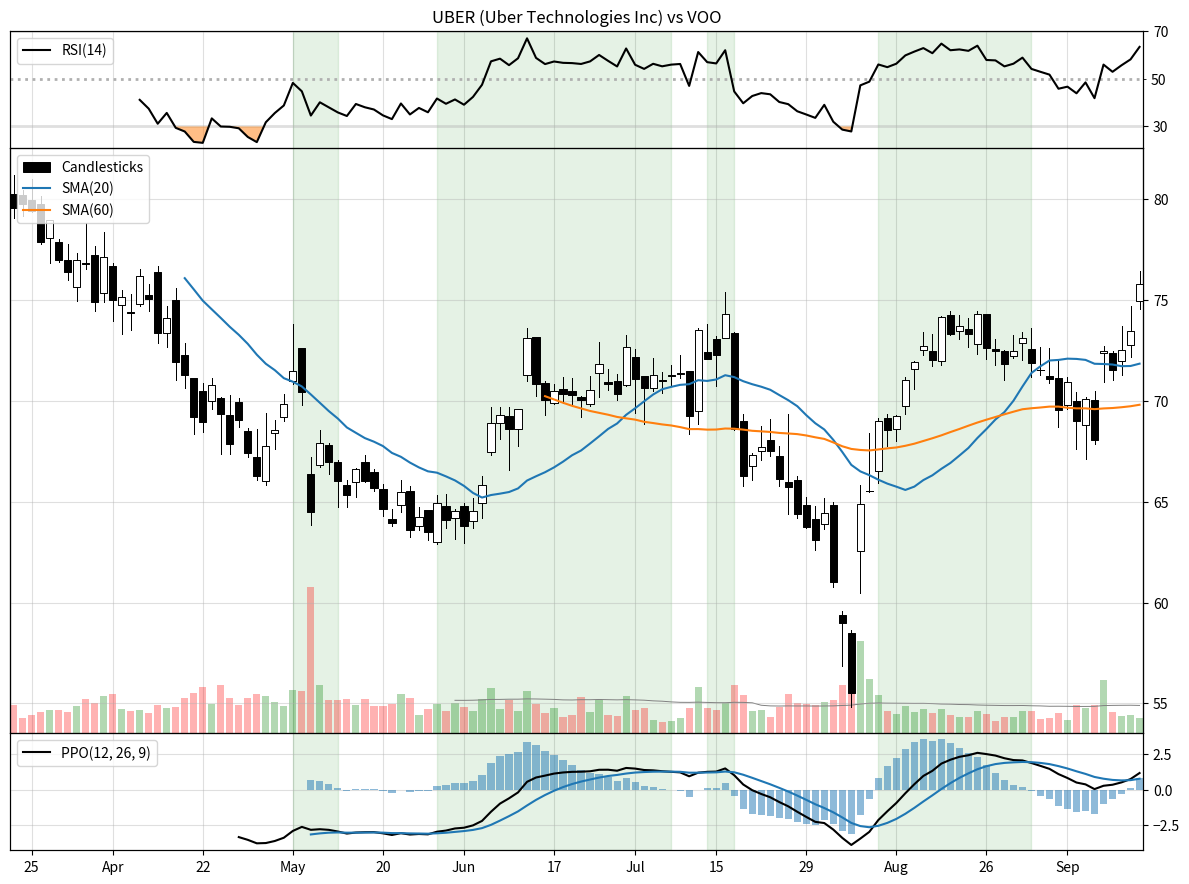 UBER (Uber Technologies Inc) vs VOO
RSI(14)
70
50
30
Candlesticks
SMA(20)
SMA(60)
80
75
70
65
60
55
PPO(12, 26, 9)
2.5
0.0
−2.5
25 Apr 22 May 20 Jun 17 Jul 15 29 Aug 26 Sep